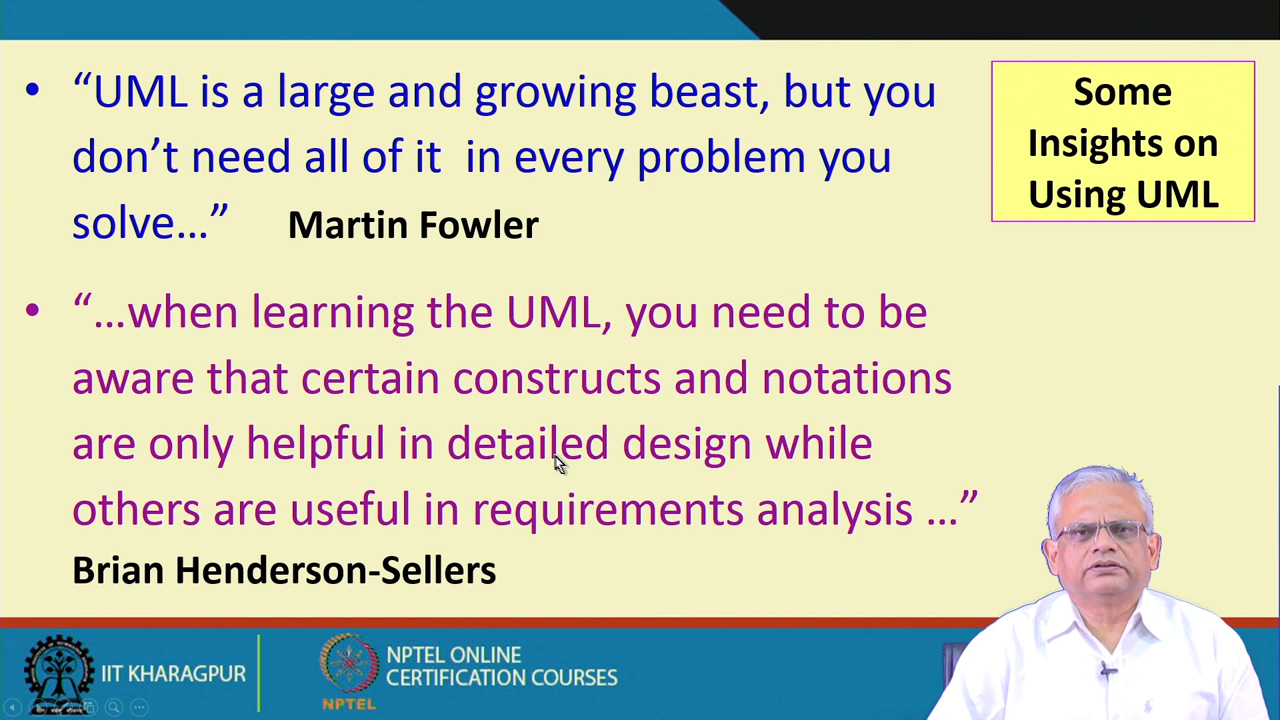 “UML is a large and growing beast, but you
don’t need all of it in every problem you
solve…” Martin Fowler
Some
Insights on
Using UML
“…when learning the UML, you need to be
aware that certain constructs and notations
are only helpful in detailed design while
others are useful in requirements analysis …”
Brian Henderson-Sellers
IIT KHARAGPUR
NPTEL
NPTEL ONLINE
CERTIFICATION COURSES